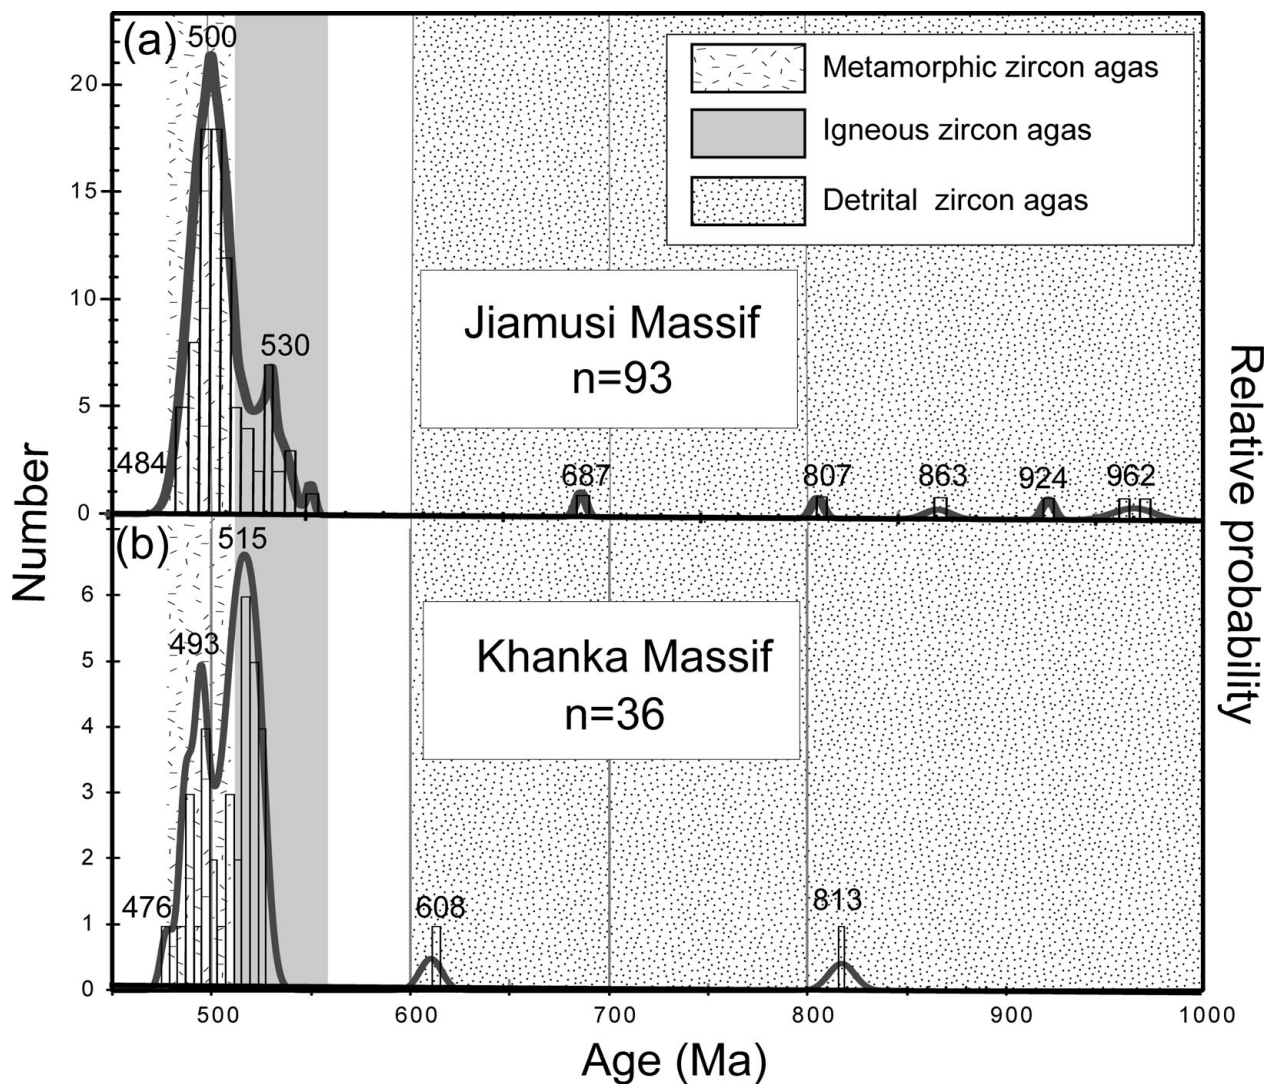 (a)
500
20
15
10
5
0
484
530
Metamorphic zircon agas
Igneous zircon agas
Detrital zircon agas
Jiamusi Massif
n=93
687
807
863
924
962
(b)
515
493
6
5
4
3
2
1
0
476
Khanka Massif
n=36
608
813
500
600
700
800
900
1000
Age (Ma)
Number
Relative probability